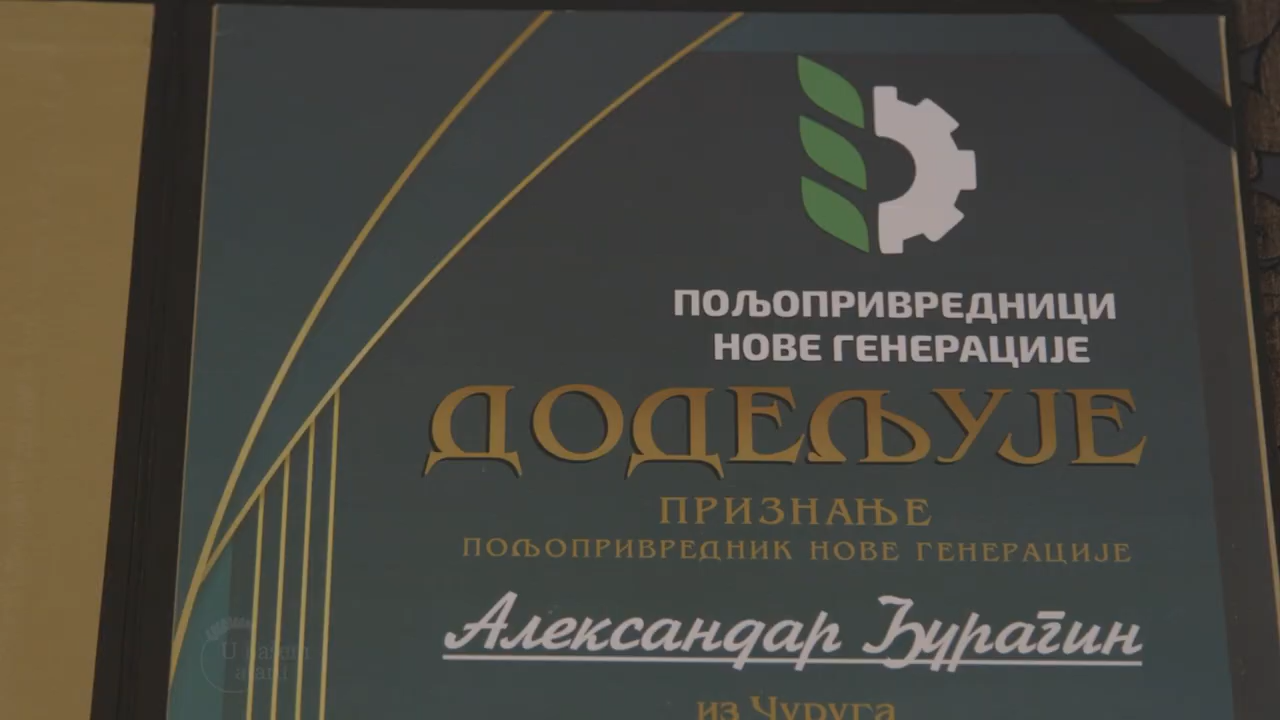 ПОЉОПРИВРЕДНИЦИ
НОВЕ ГЕНЕРАЦИЈЕ
ДОДЕЉУЈЕ
ПРИЗНАЊЕ
ПОЉОПРИВРЕДНИК НОВЕ ГЕНЕРАЦИЈЕ
Александар Ђурагин
из Чуруга